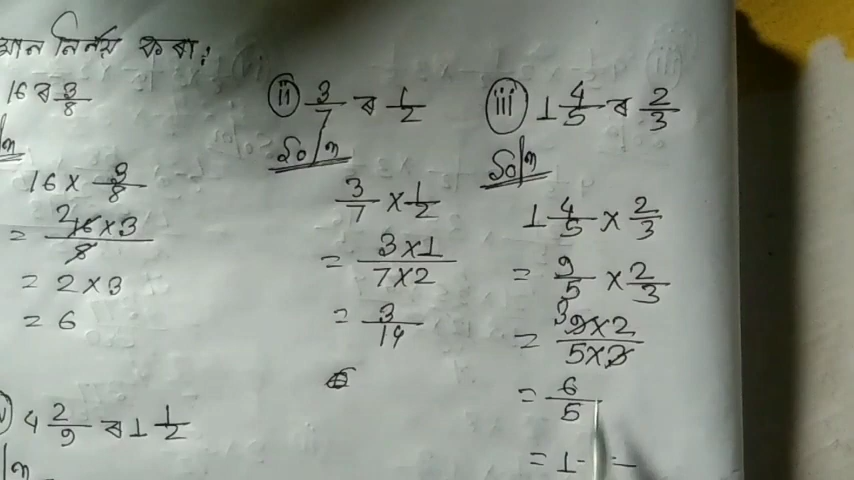 মান নিৰ্ণয় কৰা:
16 ৰ 3/8
16 × 3/8
= 16 × 3 / 8
2
= 2 × 3
= 6
(ii) 3/7 ৰ 1/2
Soln
3/7 × 1/2
= 3×1 / 7×2
= 3/14
(iii) 1 4/5 ৰ 2/3
Soln
1 4/5 × 2/3
= 9/5 × 2/3
3
= 9×2 / 5×3
= 6/5
= 1
4 2/9 ৰ 1 1/2